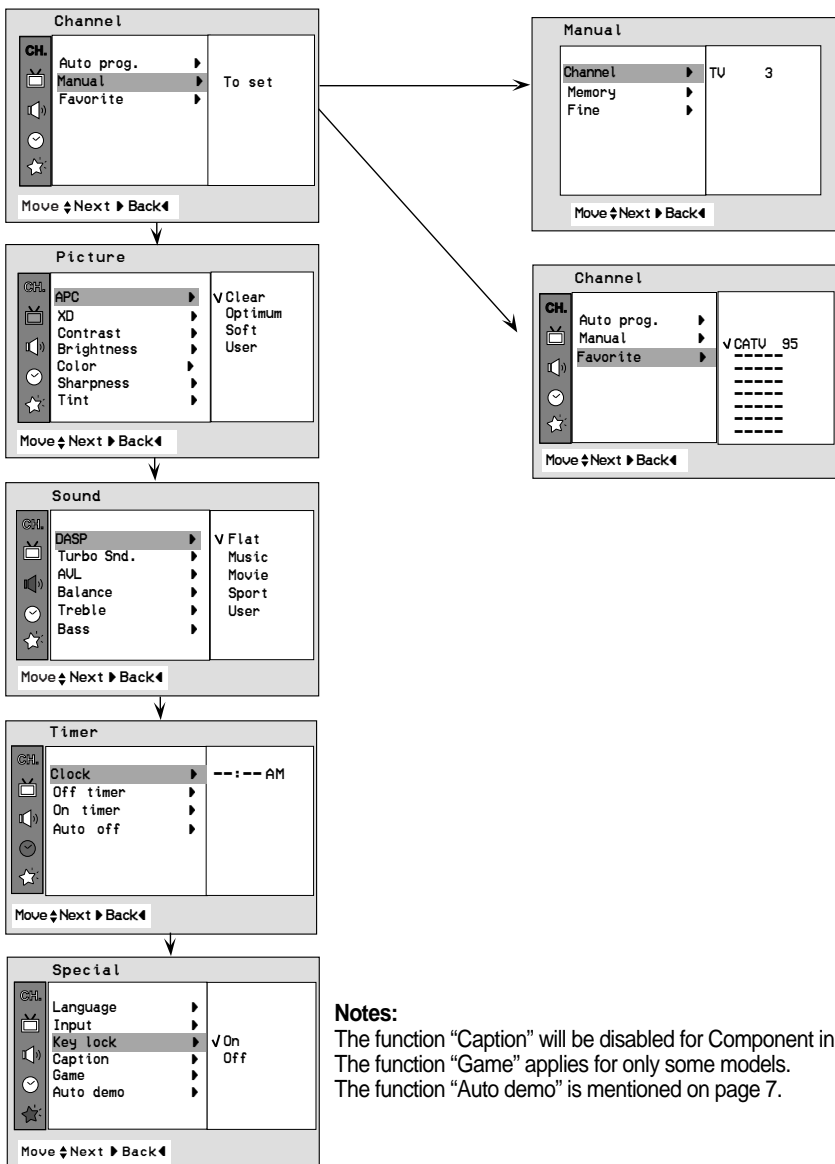 Channel
CH.
Auto prog. ▶
Manual ▶ To set
Favorite ▶
Move ▲▼ Next ▶ Back ◀
Manual
Channel ▶ TV 3
Memory ▶
Fine ▶
Move ▲▼ Next ▶ Back ◀
Picture
CH.
APC ▶ √ Clear
XD ▶ Optimum
Contrast ▶ Soft
Brightness ▶ User
Color ▶
Sharpness ▶
Tint ▶
Move ▲▼ Next ▶ Back ◀
Channel
CH.
Auto prog. ▶
Manual ▶ √ CATV 95
Favorite ▶ -----
-----
-----
-----
-----
-----
-----
Move ▲▼ Next ▶ Back ◀
Sound
CH.
DASP ▶ √ Flat
Turbo Snd. ▶ Music
AVL ▶ Movie
Balance ▶ Sport
Treble ▶ User
Bass ▶
Move ▲▼ Next ▶ Back ◀
Timer
CH.
Clock ▶ --:-- AM
Off timer ▶
On timer ▶
Auto off ▶
Move ▲▼ Next ▶ Back ◀
Special
CH.
Language ▶
Input ▶
Key lock ▶ √ On
Caption ▶ Off
Game ▶
Auto demo ▶
Move ▲▼ Next ▶ Back ◀
Notes:
The function “Caption” will be disabled for Component in
The function “Game” applies for only some models.
The function “Auto demo” is mentioned on page 7.